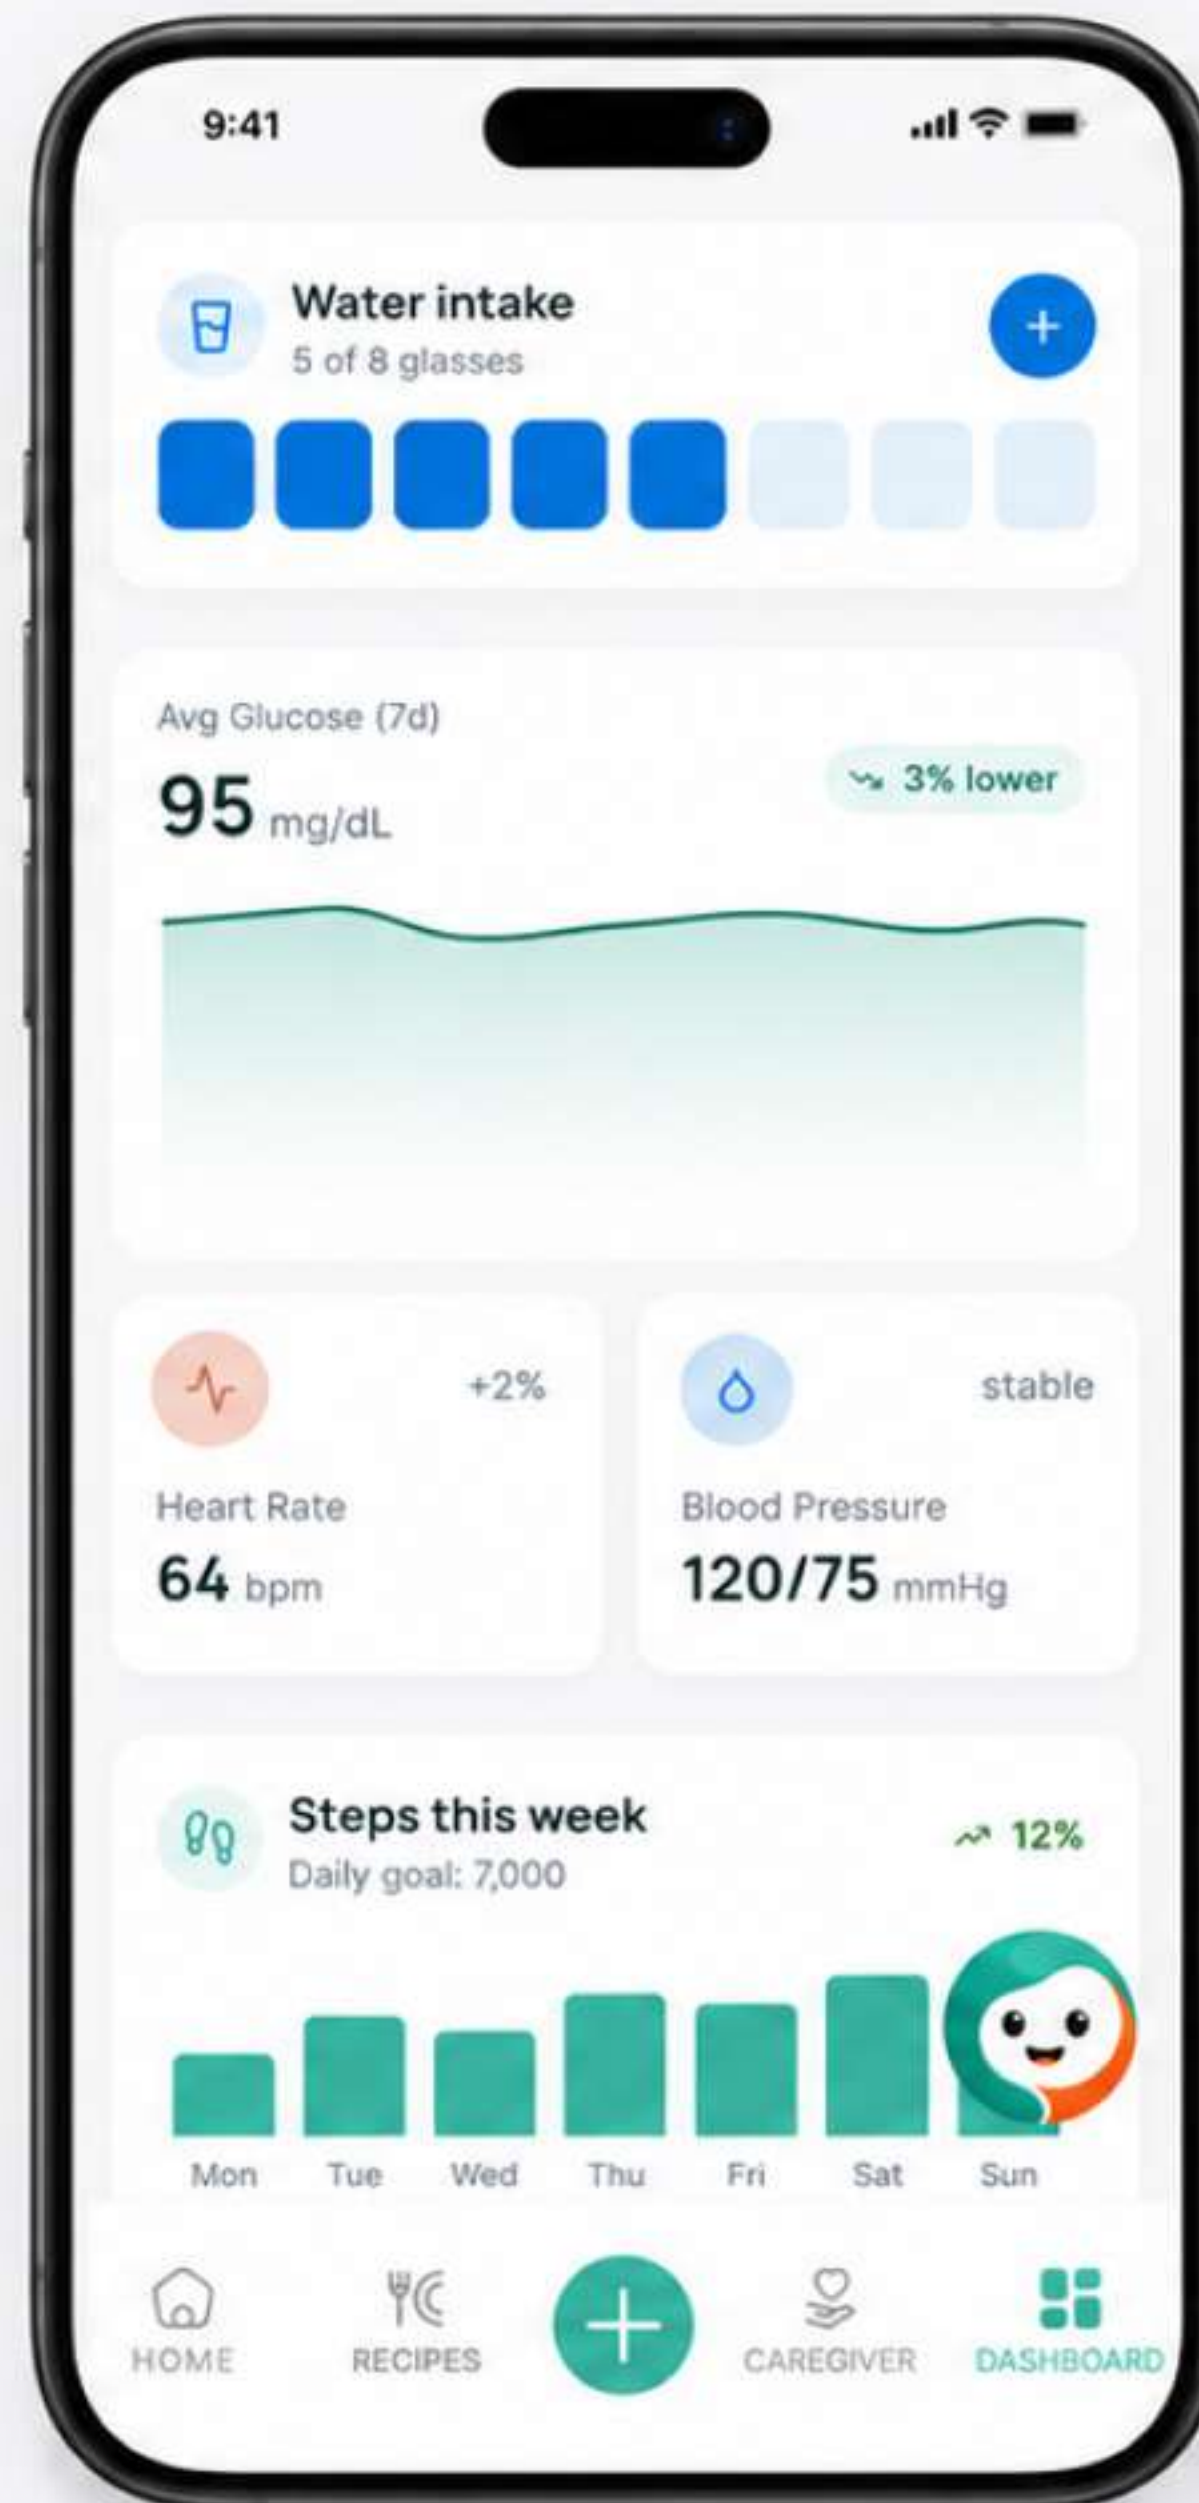 9:41
Water intake
5 of 8 glasses
Avg Glucose (7d)
95 mg/dL
3% lower
+2%
Heart Rate
64 bpm
stable
Blood Pressure
120/75 mmHg
Steps this week
Daily goal: 7,000
12%
Mon Tue Wed Thu Fri Sat Sun
HOME RECIPES CAREGIVER DASHBOARD